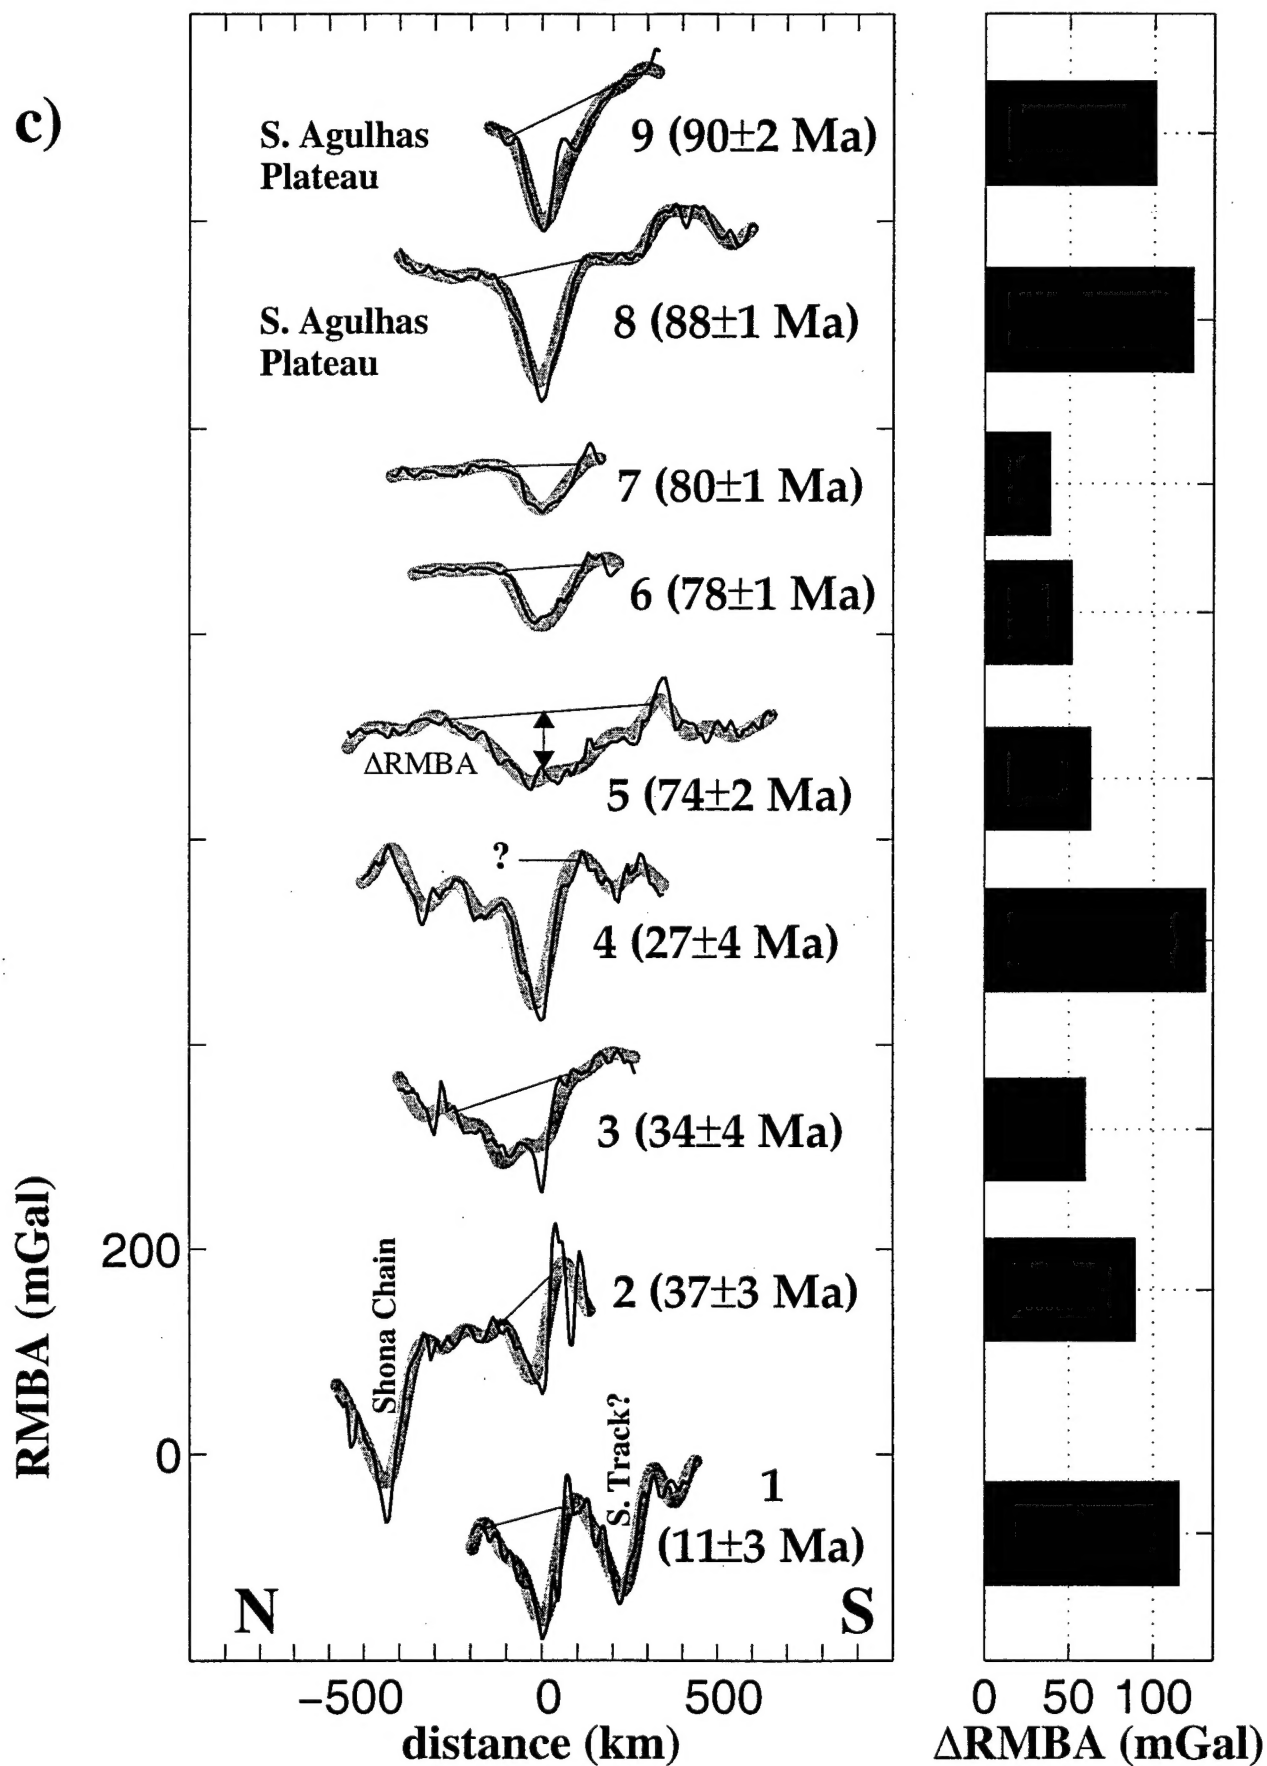 c)
S. Agulhas
Plateau
9 (90±2 Ma)
S. Agulhas
Plateau
8 (88±1 Ma)
7 (80±1 Ma)
6 (78±1 Ma)
ΔRMBA
5 (74±2 Ma)
?
4 (27±4 Ma)
3 (34±4 Ma)
RMBA (mGal)
200
0
Shona Chain
2 (37±3 Ma)
S. Track?
1
(11±3 Ma)
N
S
−500 0 500
distance (km)
0 50 100
ΔRMBA (mGal)